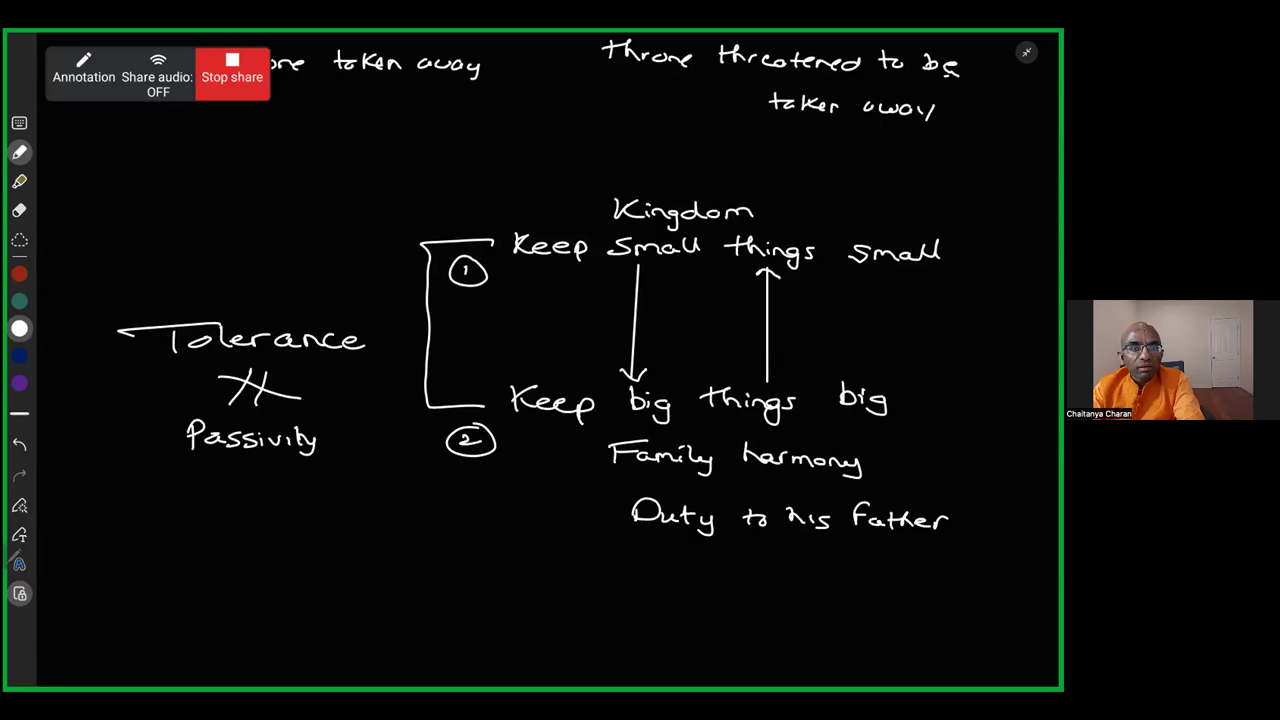 one taken away
Throne threatened to be
taken away
Annotation
Share audio:
OFF
Stop share
Kingdom
Keep small things small
1
Tolerance
Passivity
Keep big things big
2
Family harmony
Duty to his father
Chaitanya Charan